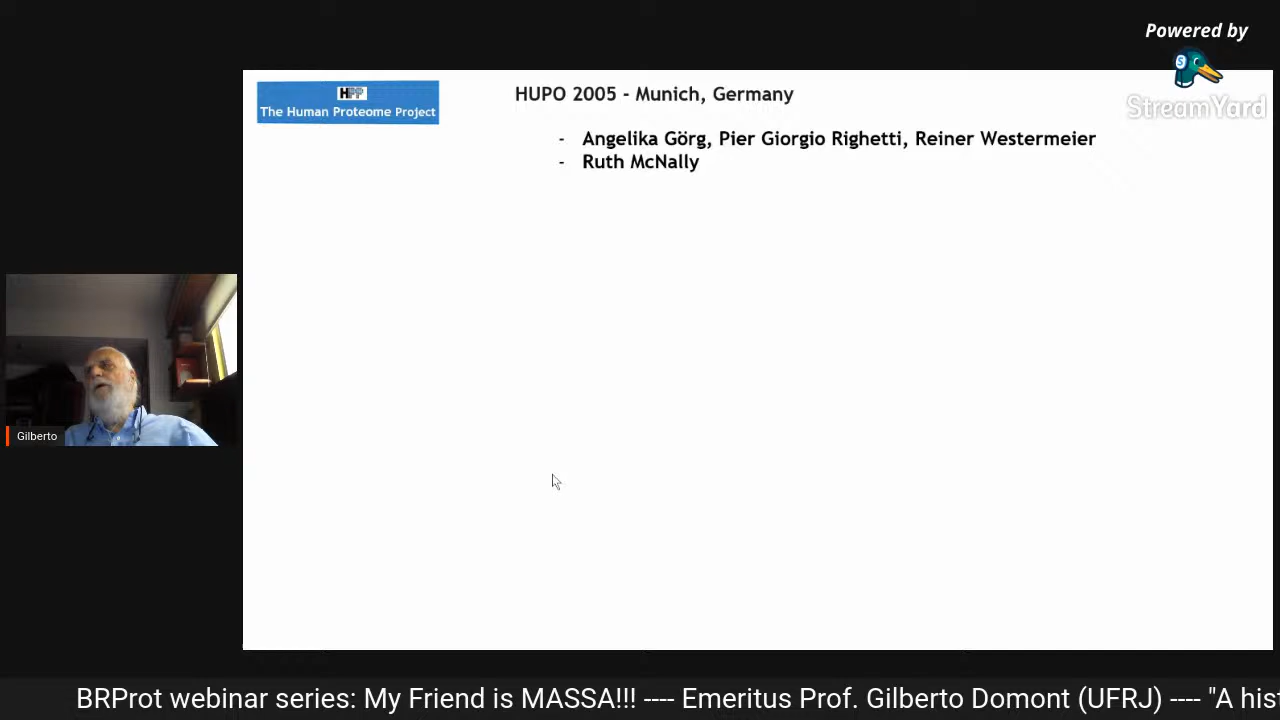 Powered by
StreamYard
HPP
The Human Proteome Project
HUPO 2005 - Munich, Germany
- Angelika Görg, Pier Giorgio Righetti, Reiner Westermeier
- Ruth McNally
Gilberto
BRProt webinar series: My Friend is MASSA!!! ---- Emeritus Prof. Gilberto Domont (UFRJ) ---- "A his